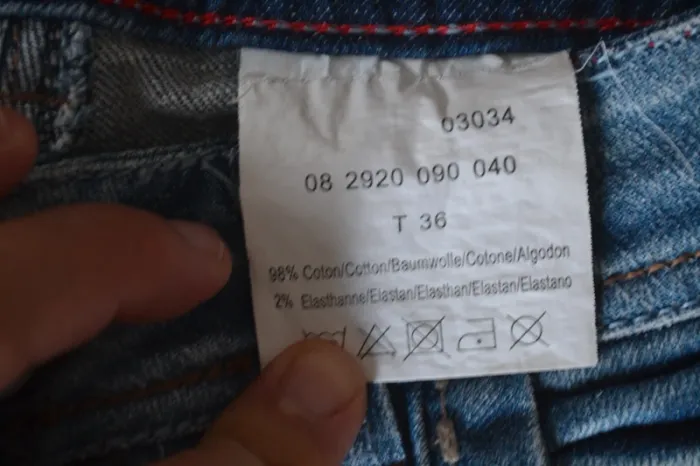 03034
08 2920 090 040
T 36
98% Coton/Cotton/Baumwolle/Cotone/Algodon
2% Elasthanne/Elastan/Elasthan/Elastan/Elastano